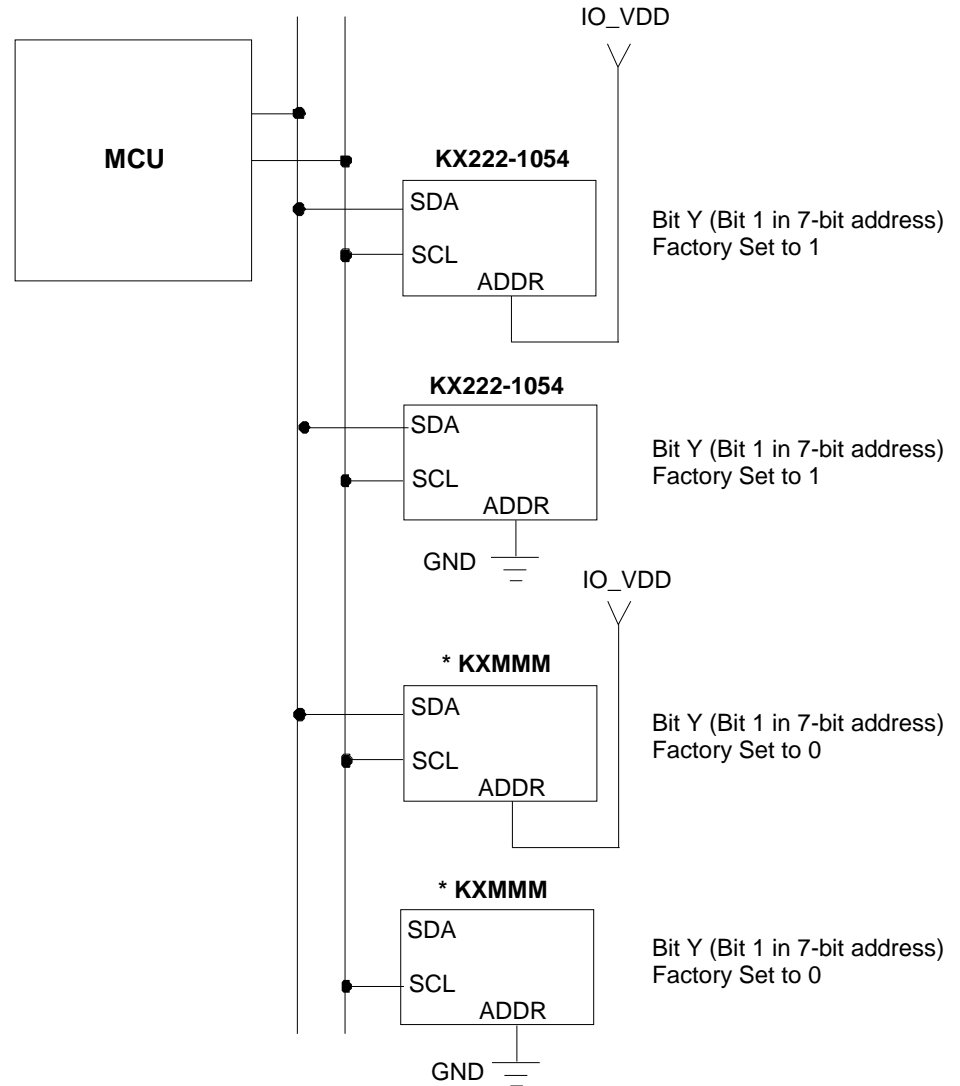 IO_VDD
MCU
KX222-1054
SDA
SCL
ADDR
Bit Y (Bit 1 in 7-bit address)
Factory Set to 1
KX222-1054
SDA
SCL
ADDR
GND
Bit Y (Bit 1 in 7-bit address)
Factory Set to 1
IO_VDD
* KXMMM
SDA
SCL
ADDR
Bit Y (Bit 1 in 7-bit address)
Factory Set to 0
* KXMMM
SDA
SCL
ADDR
GND
Bit Y (Bit 1 in 7-bit address)
Factory Set to 0